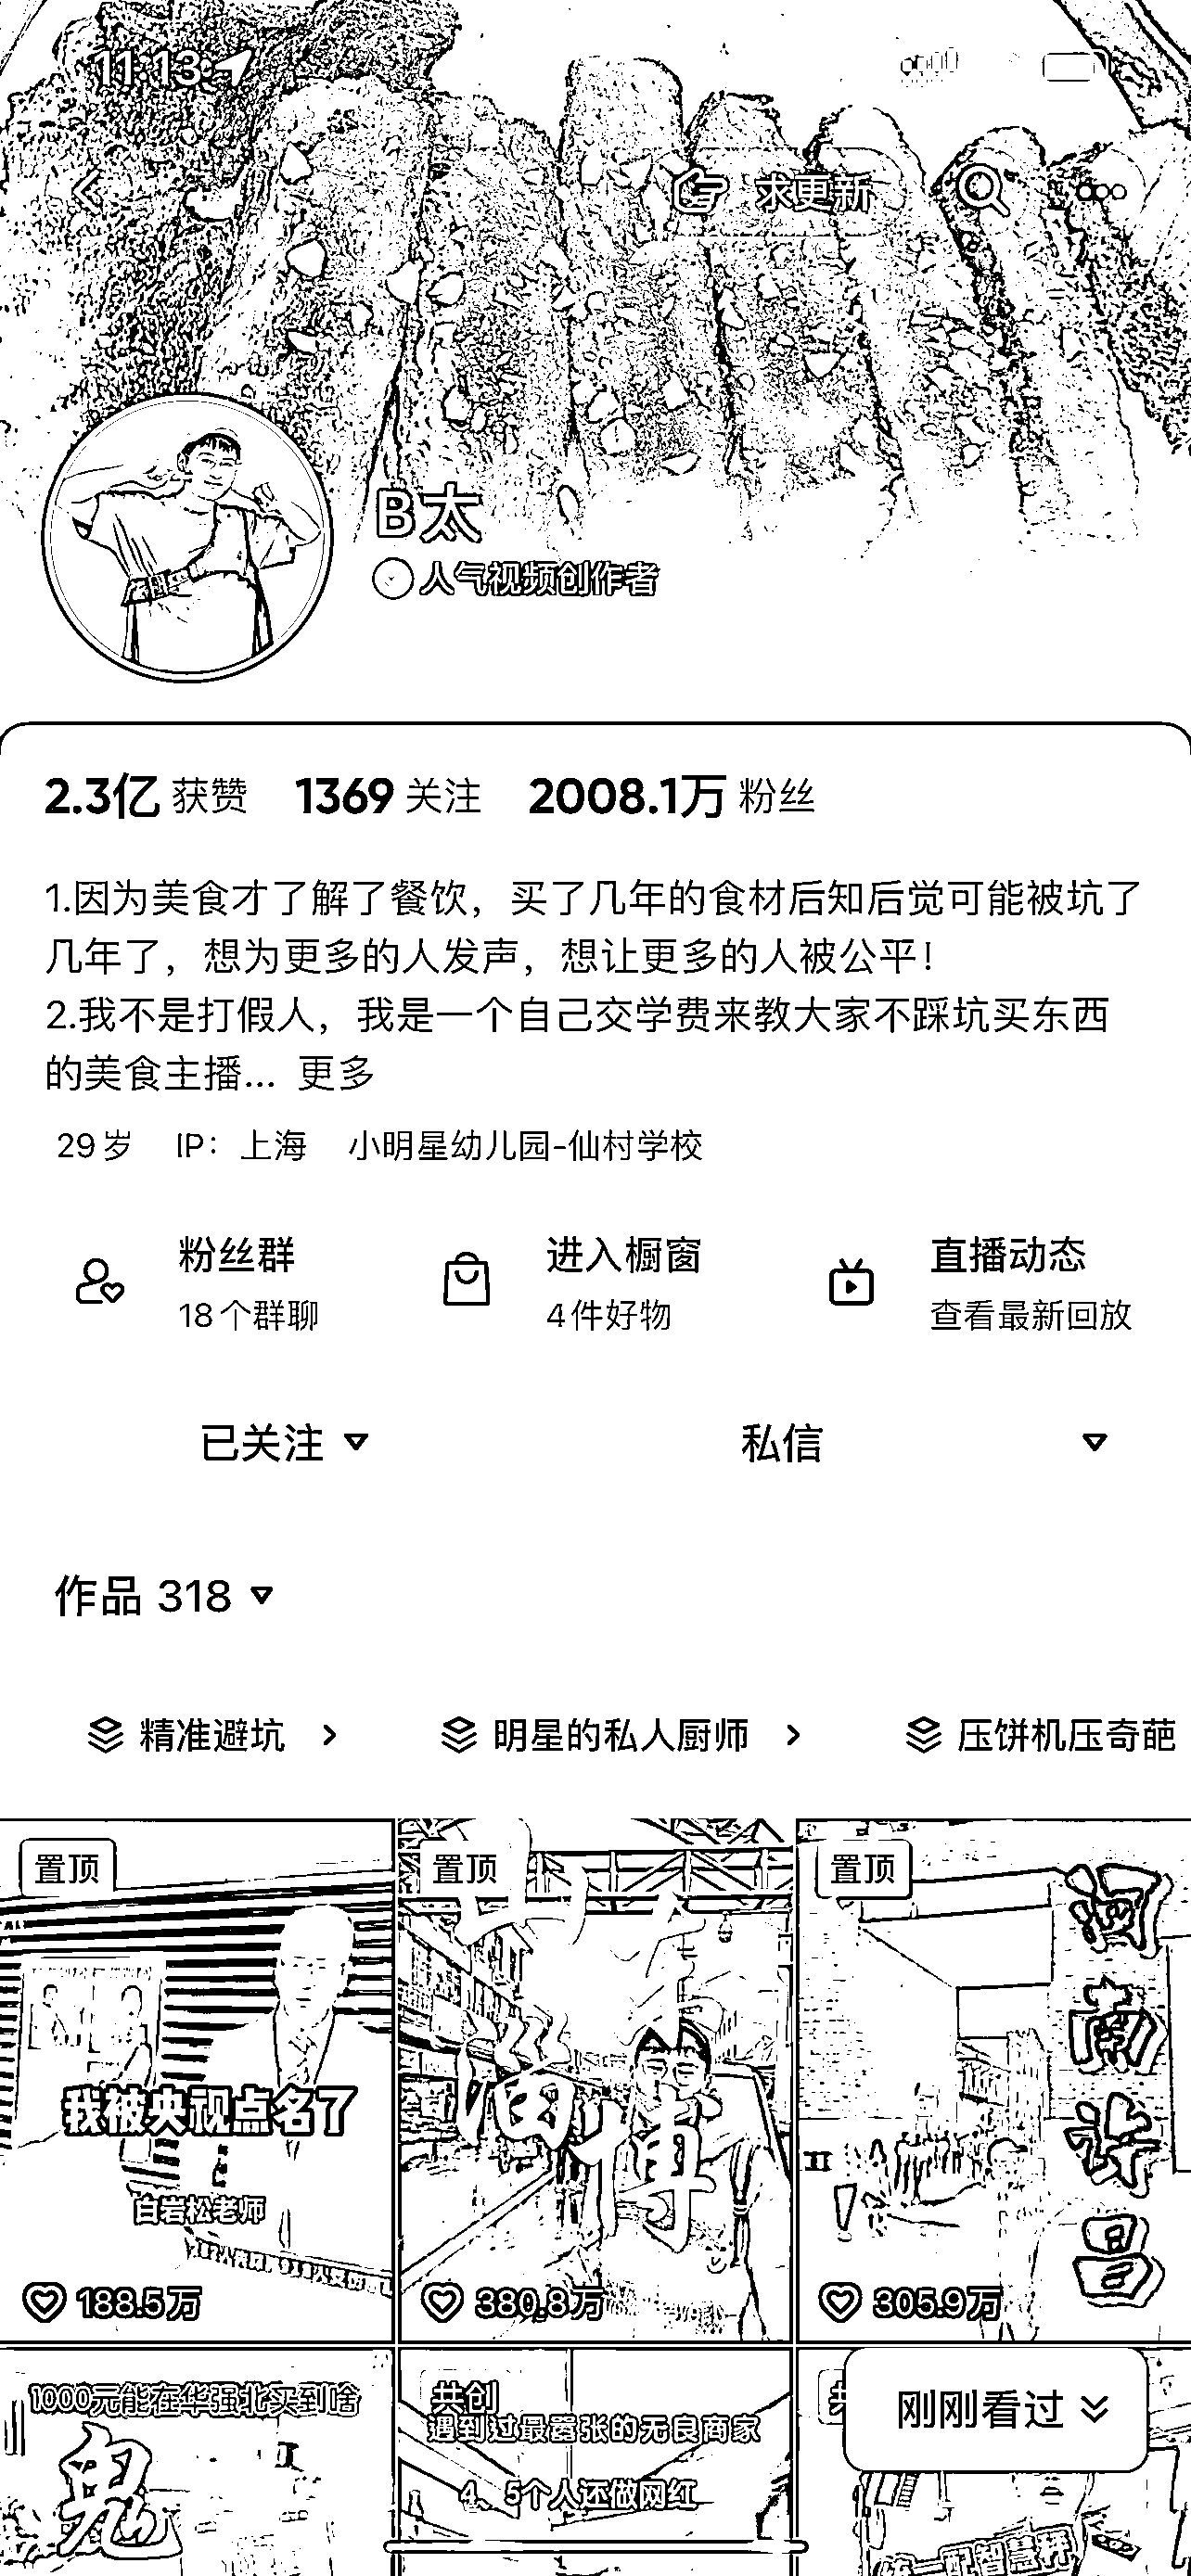 11:13
求更新
B太
人气视频创作者
2.3亿 获赞 1369 关注 2008.1万 粉丝
1.因为美食才了解了餐饮，买了几年的食材后知后觉可能被坑了
几年了，想为更多的人发声，想让更多的人被公平！
2.我不是打假人，我是一个自己交学费来教大家不踩坑买东西
的美食主播... 更多
29岁 IP：上海 小明星幼儿园-仙村学校
粉丝群 进入橱窗 直播动态
18个群聊 4件好物 查看最新回放
已关注 私信
作品 318
精准避坑 明星的私人厨师 压饼机压奇葩
置顶 置顶 置顶
我被央视点名了
白岩松老师
淄博
河南许昌
188.5万 380.8万 305.9万
1000元能在华强北买到啥
鬼
共创
遇到过最嚣张的无良商家
4、5个人还做网红
刚刚看过